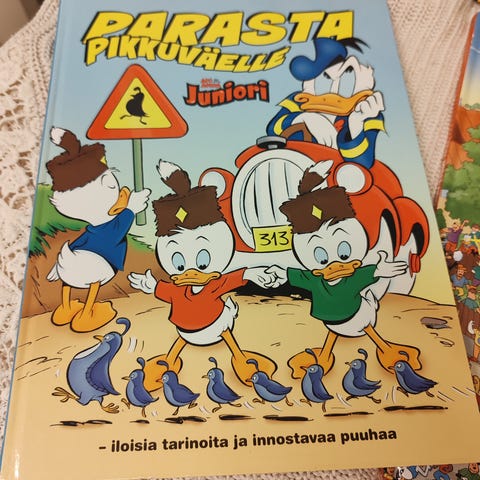 PARASTA
PIKKUVÄELLE
Juniori
313
– iloisia tarinoita ja innostavaa puuhaa